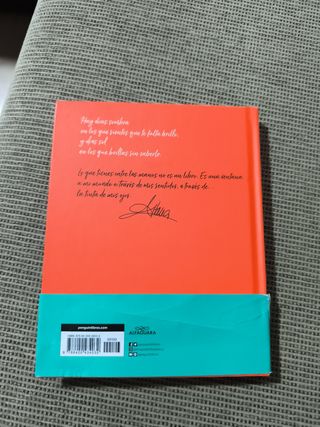 Hay días sombra
en los que sientes que te falta brillo,
y días sol
en los que brillas sin saberlo.
Lo que tienes entre las manos no es un libro. Es una ventana
a mi mundo a través de mis sentidos, a través de...
la tinta de mis ojos.
penguinlibros.com
ALFAGUARA